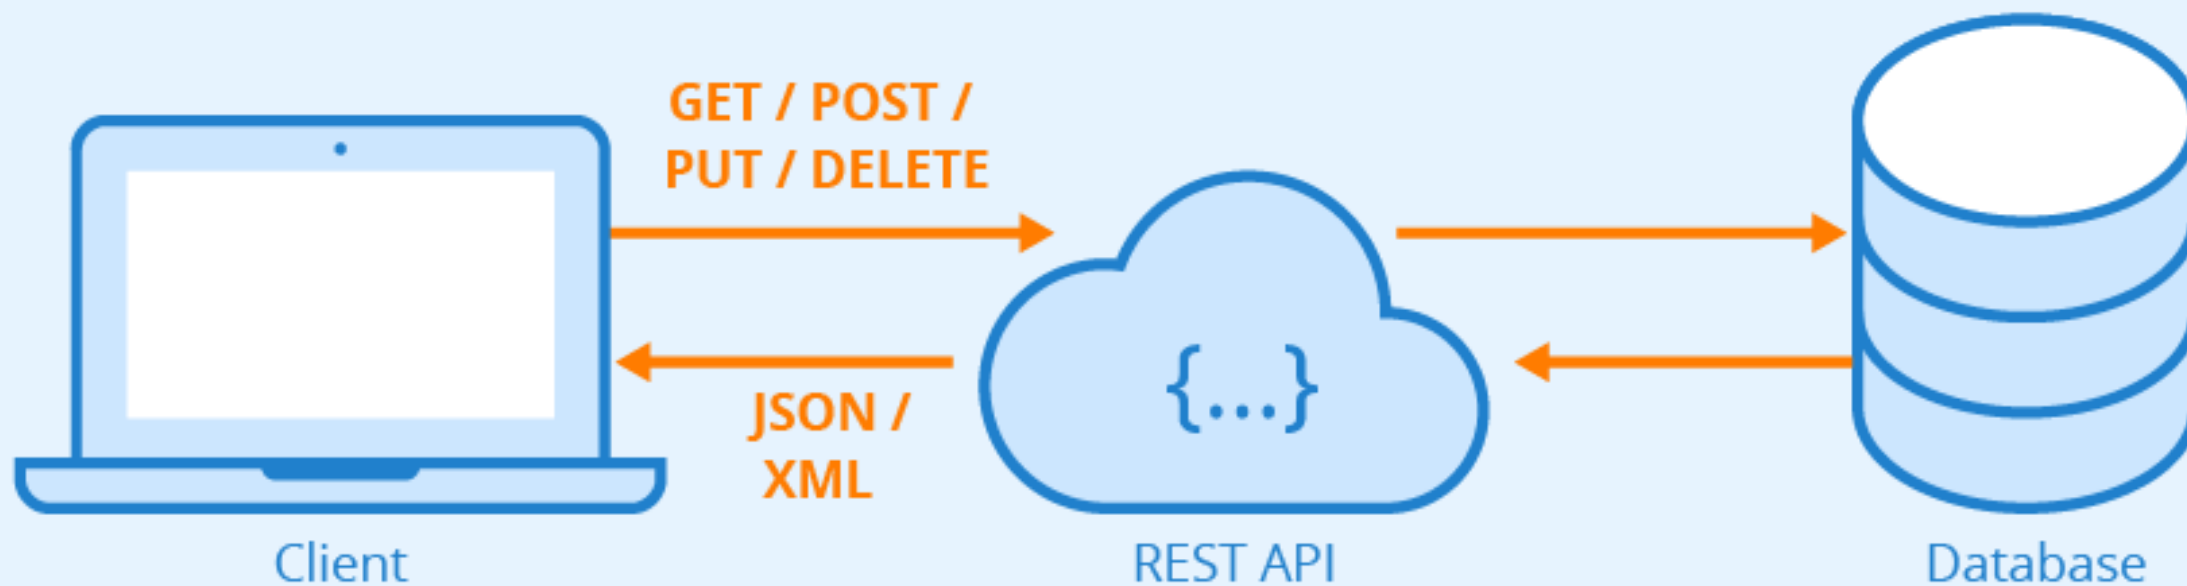 GET / POST /
PUT / DELETE
JSON /
XML
{...}
Client
REST API
Database